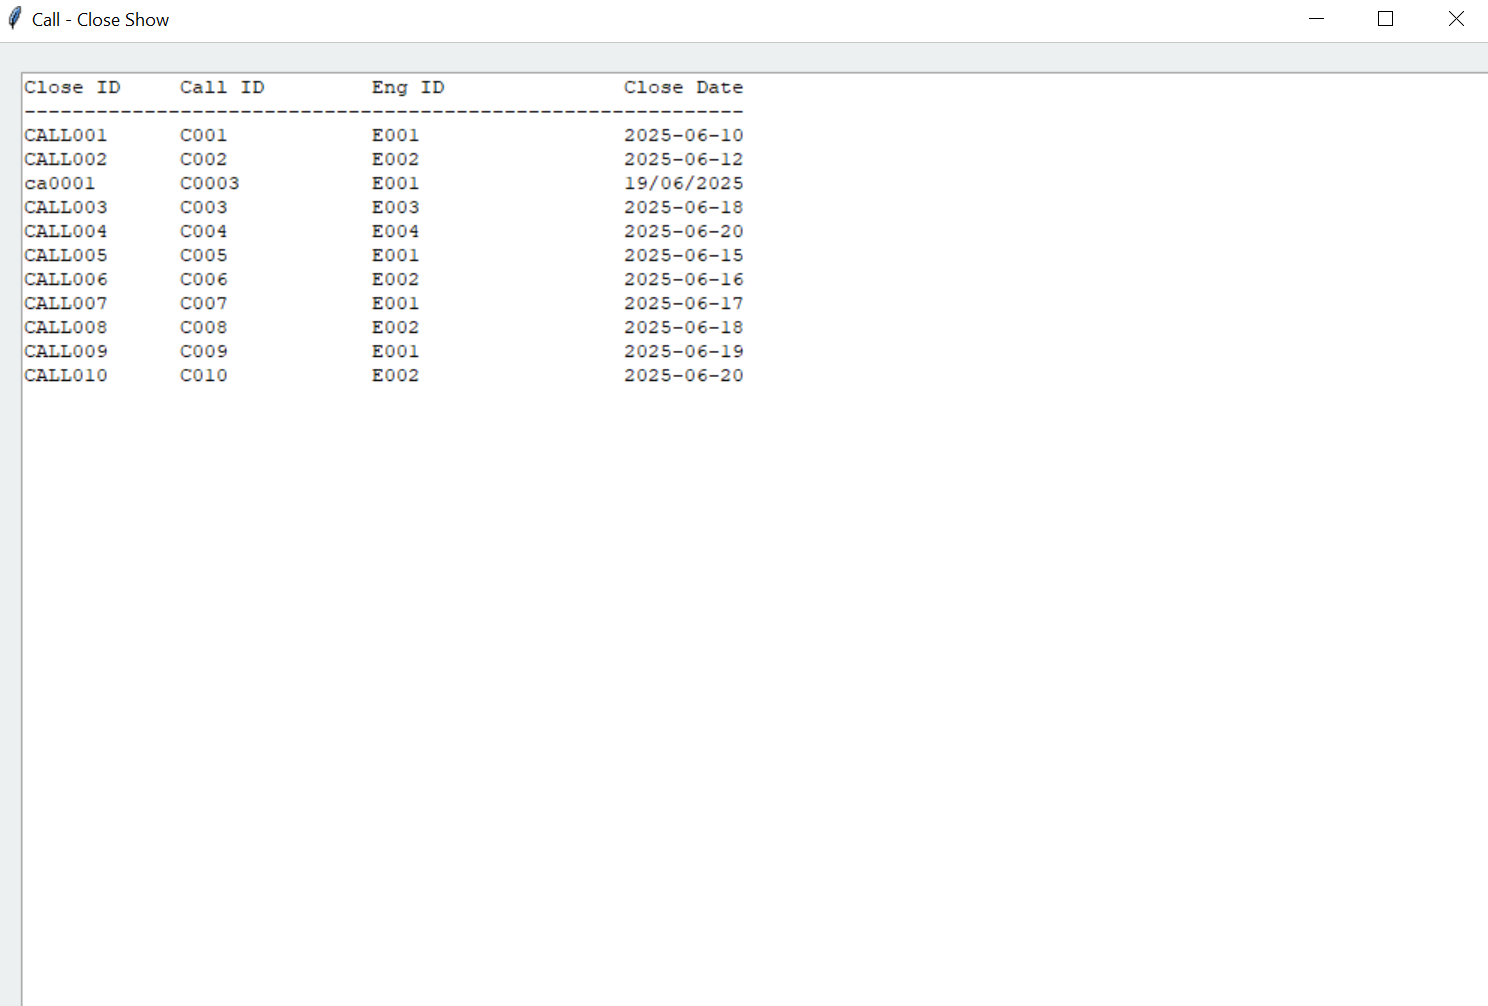 Call - Close Show
Close ID     Call ID         Eng ID               Close Date
------------------------------------------------------------
CALL001      C001            E001                 2025-06-10
CALL002      C002            E002                 2025-06-12
ca0001       C0003           E001                 19/06/2025
CALL003      C003            E003                 2025-06-18
CALL004      C004            E004                 2025-06-20
CALL005      C005            E001                 2025-06-15
CALL006      C006            E002                 2025-06-16
CALL007      C007            E001                 2025-06-17
CALL008      C008            E002                 2025-06-18
CALL009      C009            E001                 2025-06-19
CALL010      C010            E002                 2025-06-20